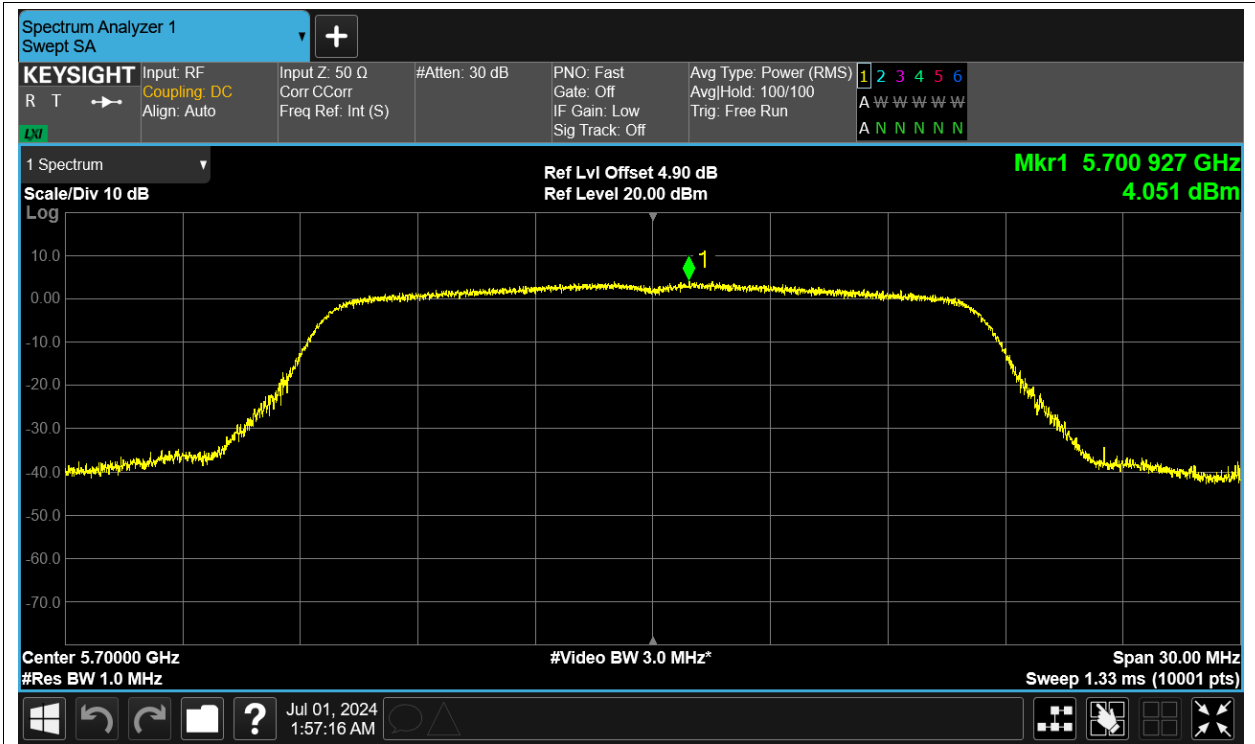 Spectrum Analyzer 1
Swept SA
KEYSIGHT
R T
LXI
Input: RF
Coupling: DC
Align: Auto
Input Z: 50 Ω
Corr CCorr
Freq Ref: Int (S)
#Atten: 30 dB
PNO: Fast
Gate: Off
IF Gain: Low
Sig Track: Off
Avg Type: Power (RMS)
Avg|Hold: 100/100
Trig: Free Run
1 2 3 4 5 6
A W W W W W
A N N N N N
1 Spectrum
Scale/Div 10 dB
Ref Lvl Offset 4.90 dB
Ref Level 20.00 dBm
Mkr1 5.700 927 GHz
4.051 dBm
Log
10.0
0.00
-10.0
-20.0
-30.0
-40.0
-50.0
-60.0
-70.0
1
Center 5.70000 GHz
#Res BW 1.0 MHz
#Video BW 3.0 MHz*
Span 30.00 MHz
Sweep 1.33 ms (10001 pts)
?
Jul 01, 2024
1:57:16 AM